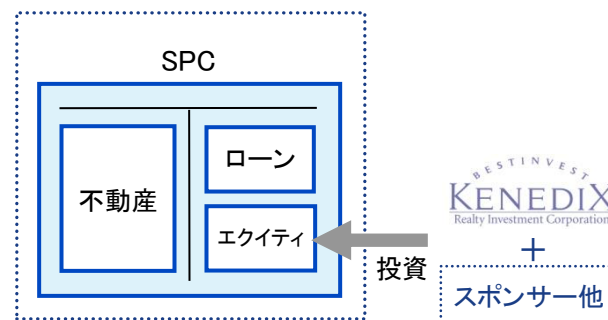 SPC
不動産
ローン
エクイティ
投資
BESTINVEST
KENEDIX
Realty Investment Corporation
+
スポンサー他